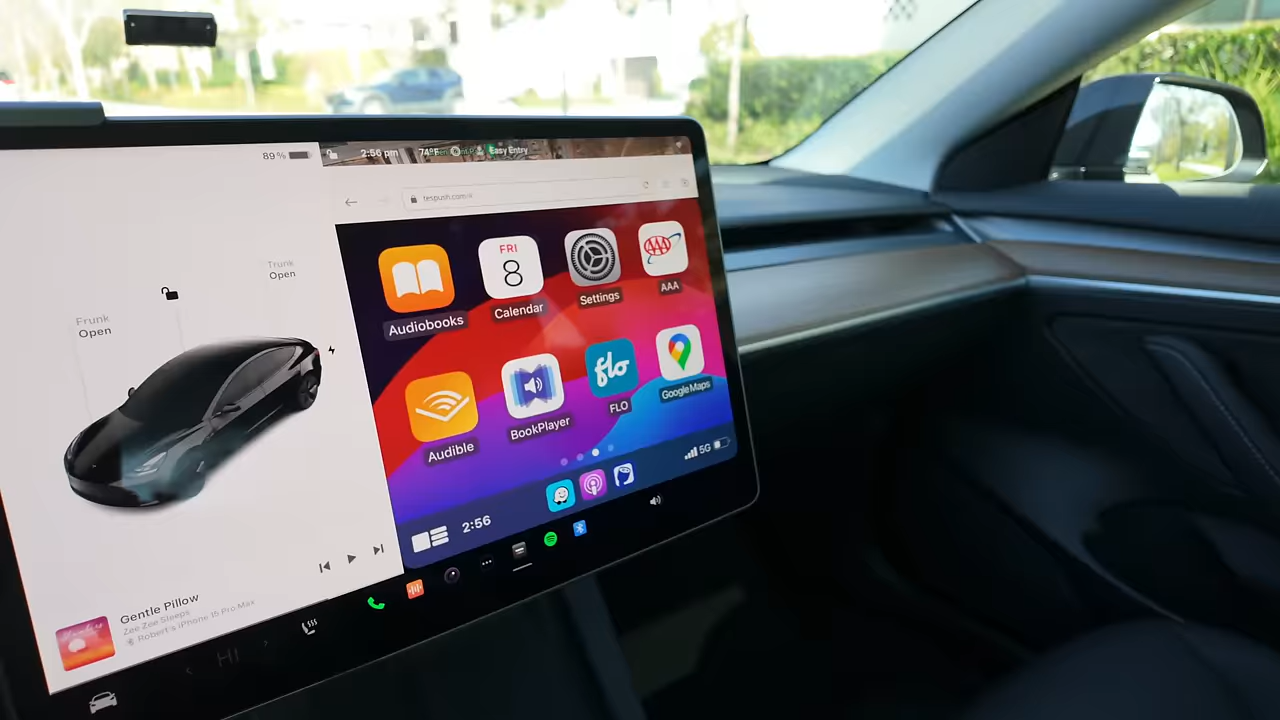 89%
2:56 pm
74°F
Easy Entry
tespush.com/#
Frunk
Open
Trunk
Open
FRI
8
AAA
Audiobooks
Calendar
Settings
AAA
flo
Audible
BookPlayer
FLO
Google Maps
5G
2:56
Gentle Pillow
Zee Zee Sleeps
Robert's iPhone 15 Pro Max
HI